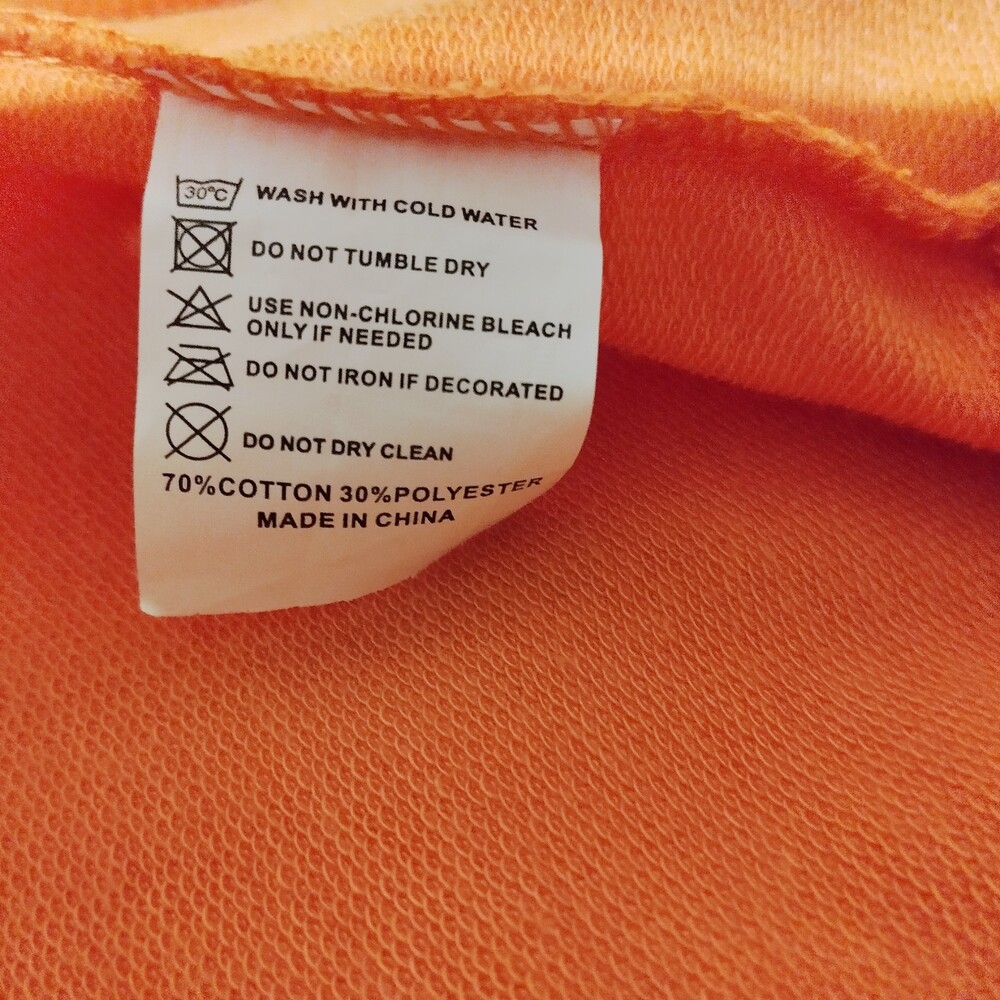 30°C WASH WITH COLD WATER
DO NOT TUMBLE DRY
USE NON-CHLORINE BLEACH
ONLY IF NEEDED
DO NOT IRON IF DECORATED
DO NOT DRY CLEAN
70%COTTON 30%POLYESTER
MADE IN CHINA